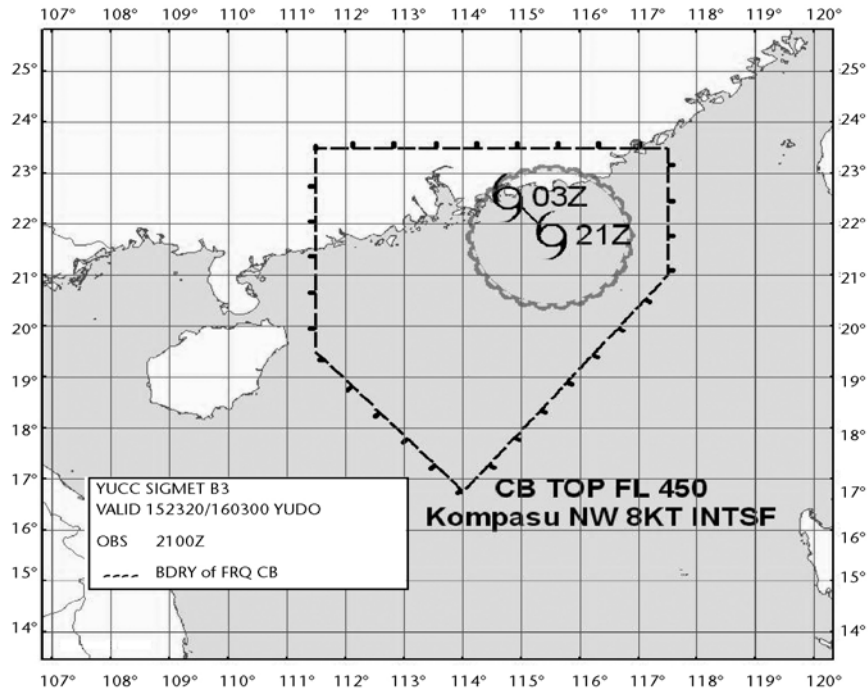 107° 108° 109° 110° 111° 112° 113° 114° 115° 116° 117° 118° 119° 120°
25° 25°
24° 24°
23° 23°
03Z
22° 22°
21Z
21° 21°
20° 20°
19° 19°
18° 18°
17° 17°
CB TOP FL 450
Kompasu NW 8KT INTSF
16° 16°
15° 15°
14° 14°
YUCC SIGMET B3
VALID 152320/160300 YUDO
OBS 2100Z
BDRY of FRQ CB
107° 108° 109° 110° 111° 112° 113° 114° 115° 116° 117° 118° 119° 120°